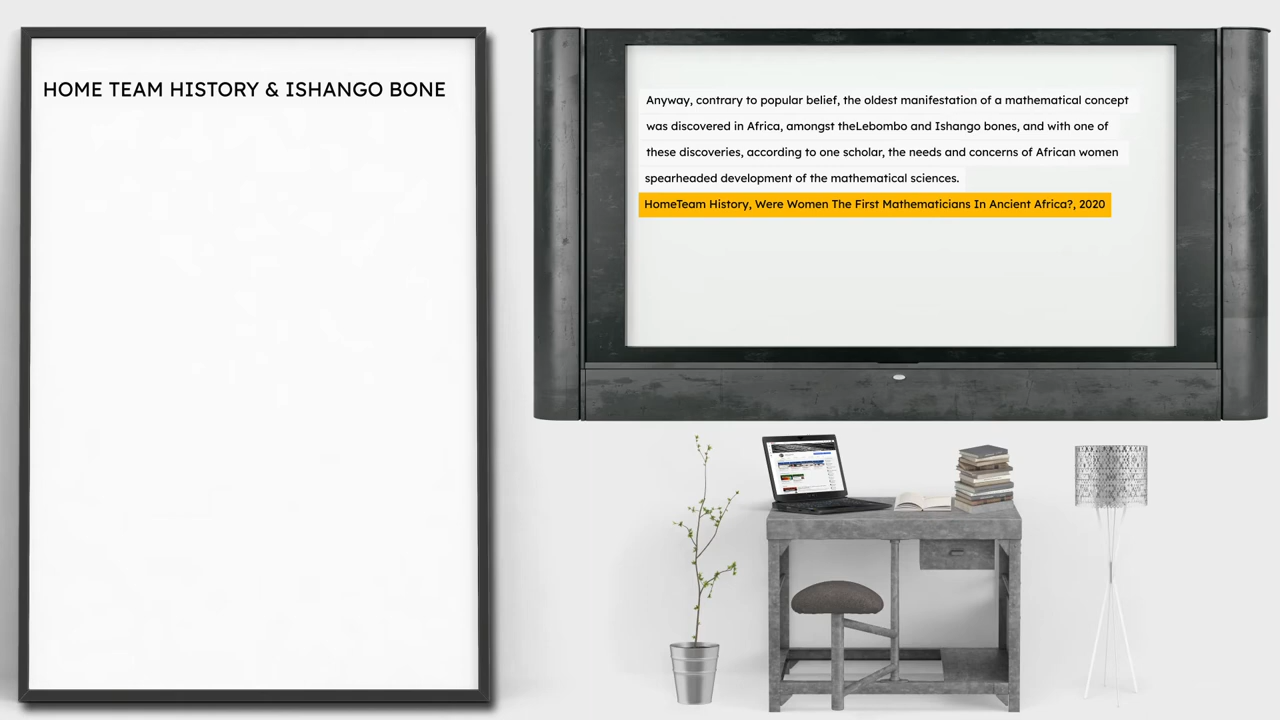 HOME TEAM HISTORY & ISHANGO BONE
Anyway, contrary to popular belief, the oldest manifestation of a mathematical concept
was discovered in Africa, amongst theLebombo and Ishango bones, and with one of
these discoveries, according to one scholar, the needs and concerns of African women
spearheaded development of the mathematical sciences.
HomeTeam History, Were Women The First Mathematicians In Ancient Africa?, 2020